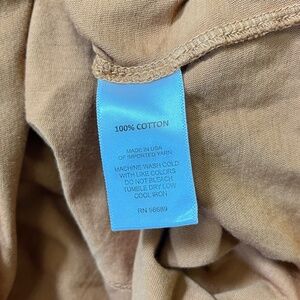 100% COTTON
MADE IN USA
OF IMPORTED YARN
MACHINE WASH COLD
WITH LIKE COLORS
DO NOT BLEACH
TUMBLE DRY LOW
COOL IRON
RN 56689